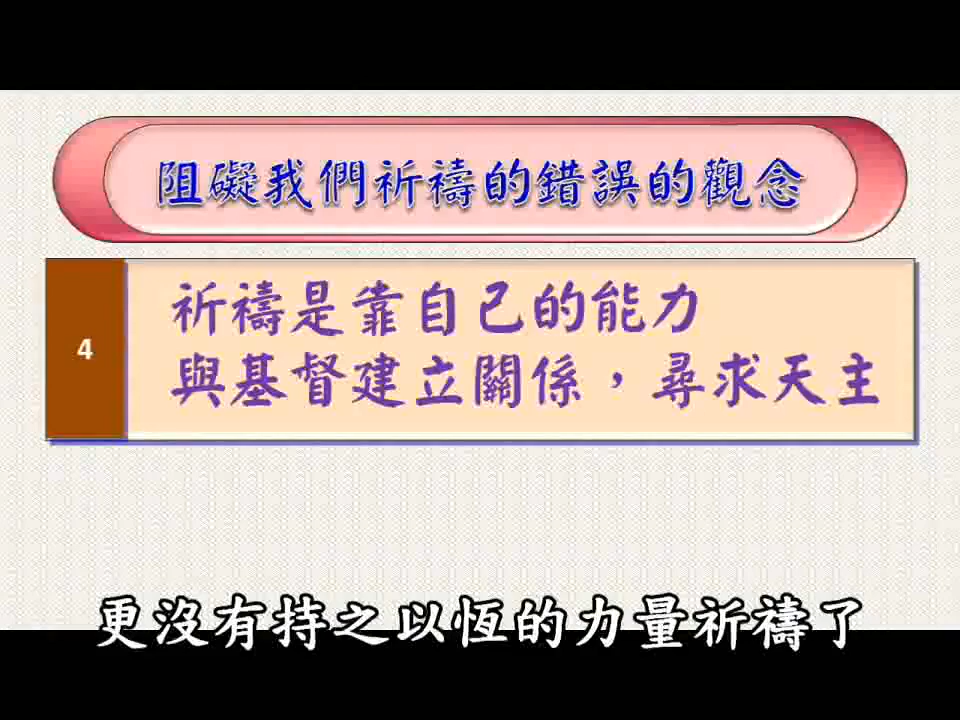 阻礙我們祈禱的錯誤的觀念
4
祈禱是靠自己的能力
與基督建立關係，尋求天主
更沒有持之以恆的力量祈禱了